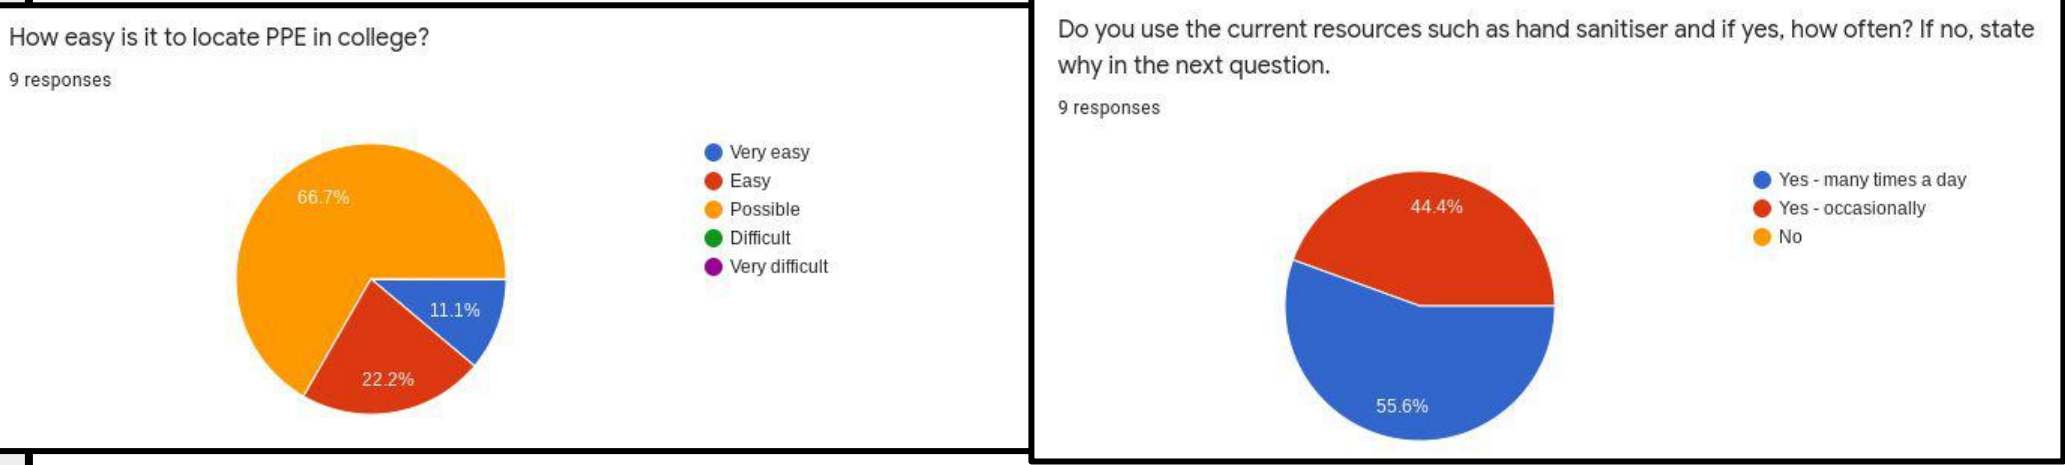 How easy is it to locate PPE in college?
9 responses
66.7%
11.1%
22.2%
Very easy
Easy
Possible
Difficult
Very difficult
Do you use the current resources such as hand sanitiser and if yes, how often? If no, state
why in the next question.
9 responses
44.4%
55.6%
Yes - many times a day
Yes - occasionally
No